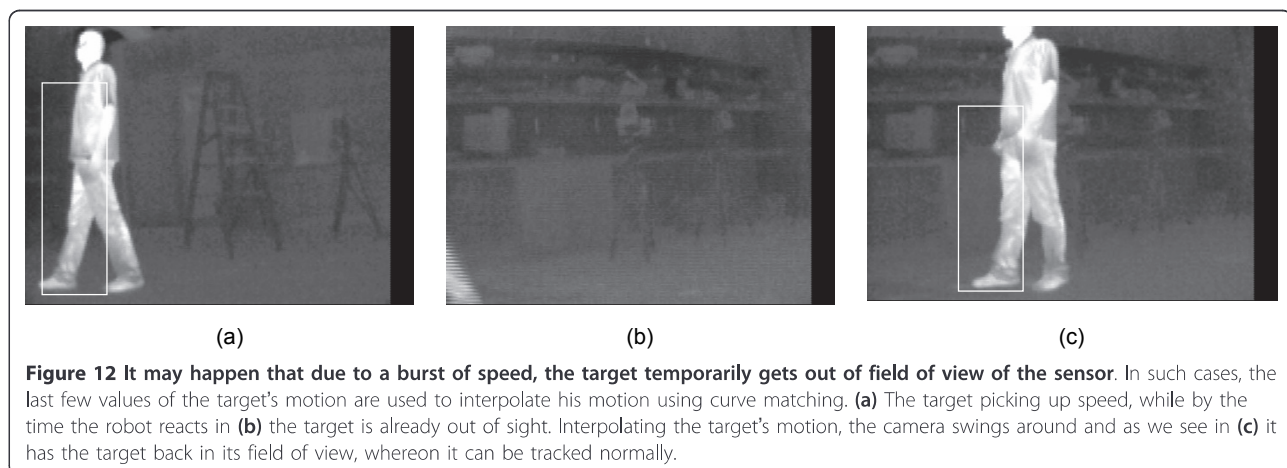 (a) (b) (c)
Figure 12 It may happen that due to a burst of speed, the target temporarily gets out of field of view of the sensor. In such cases, the
last few values of the target's motion are used to interpolate his motion using curve matching. (a) The target picking up speed, while by the
time the robot reacts in (b) the target is already out of sight. Interpolating the target's motion, the camera swings around and as we see in (c) it
has the target back in its field of view, whereon it can be tracked normally.